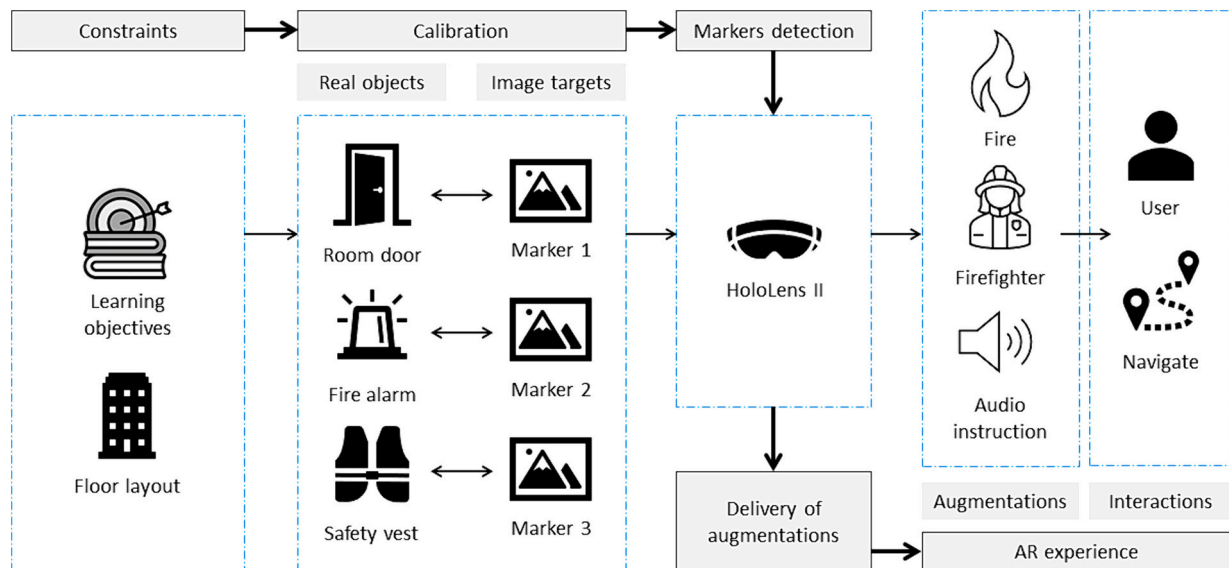 Constraints
Calibration
Markers detection
Real objects
Image targets
Learning
objectives
Floor layout
Room door
Marker 1
Fire alarm
Marker 2
Safety vest
Marker 3
HoloLens II
Delivery of
augmentations
Fire
Firefighter
Audio
instruction
Augmentations
User
Navigate
Interactions
AR experience